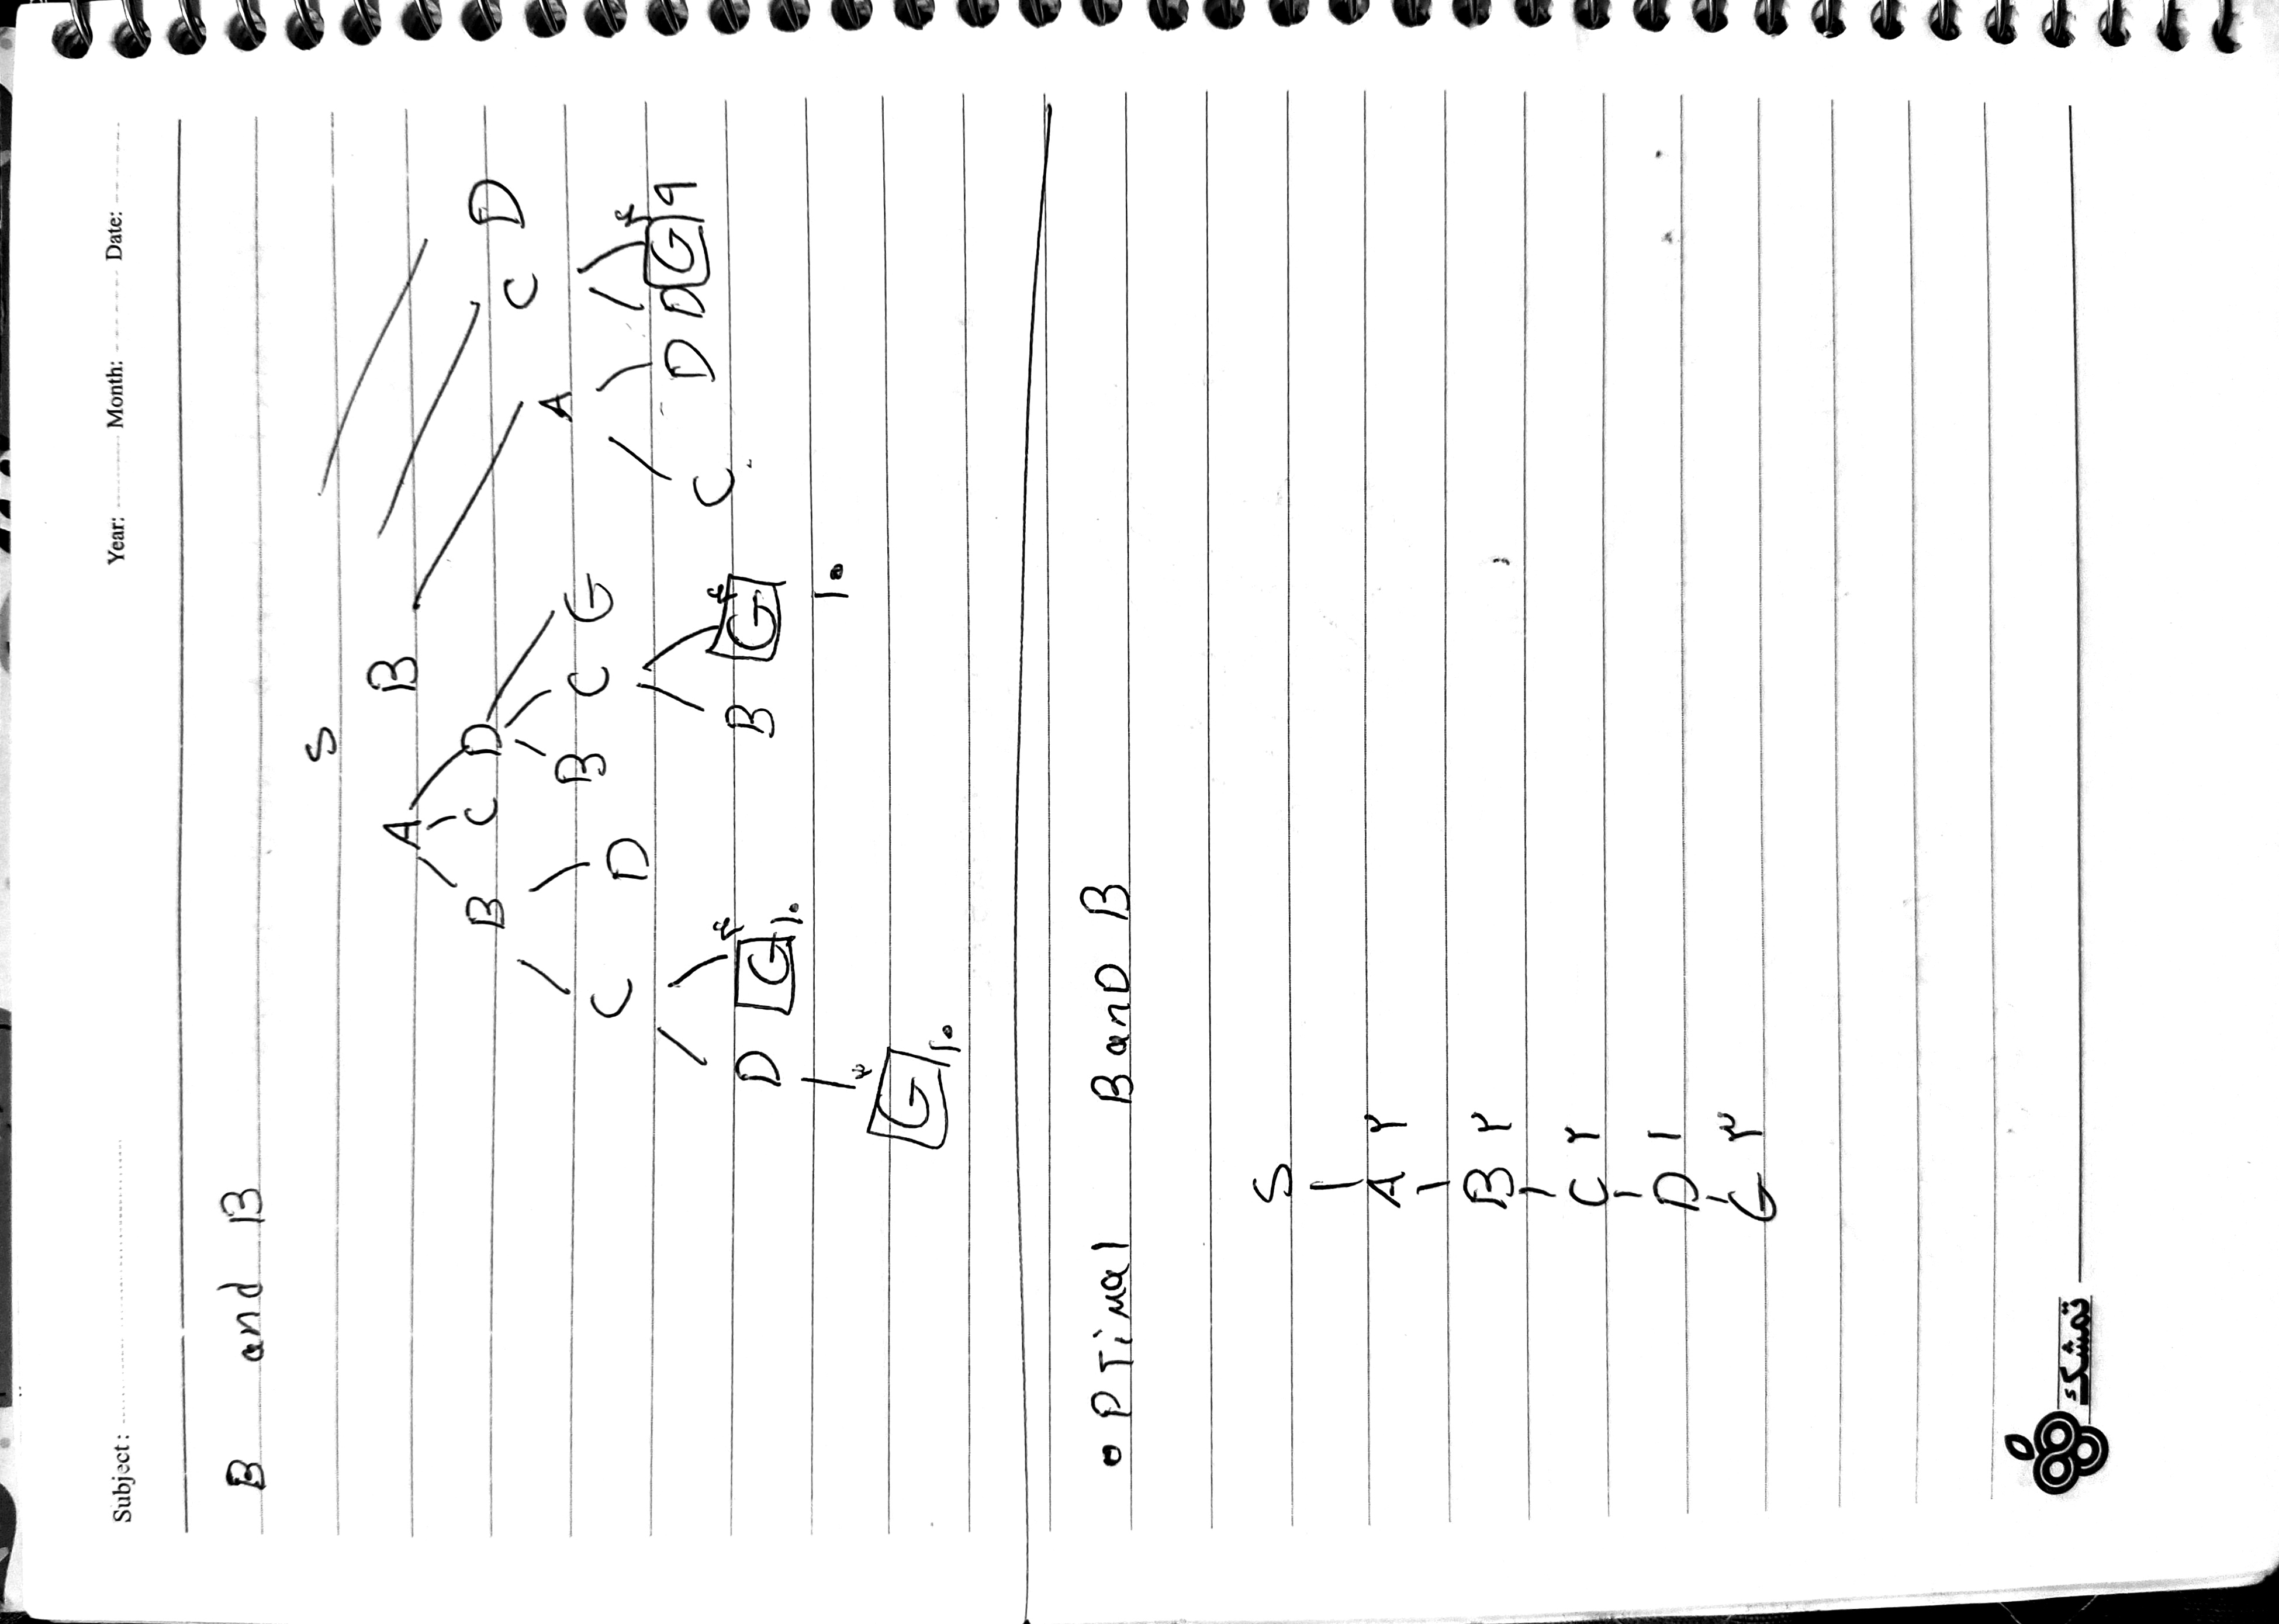 Subject: Year: Month: Date:
B and B
S
A B
B C D C D
C D B C G A
D G ۴ ۱۰ B G ۴ ۱۰ C D D G ۴ ۹
G ۳ ۱۰
OPTimal BanD B
S
A ۲
B ۲
C ۲
D ۱
G ۳
تمشک